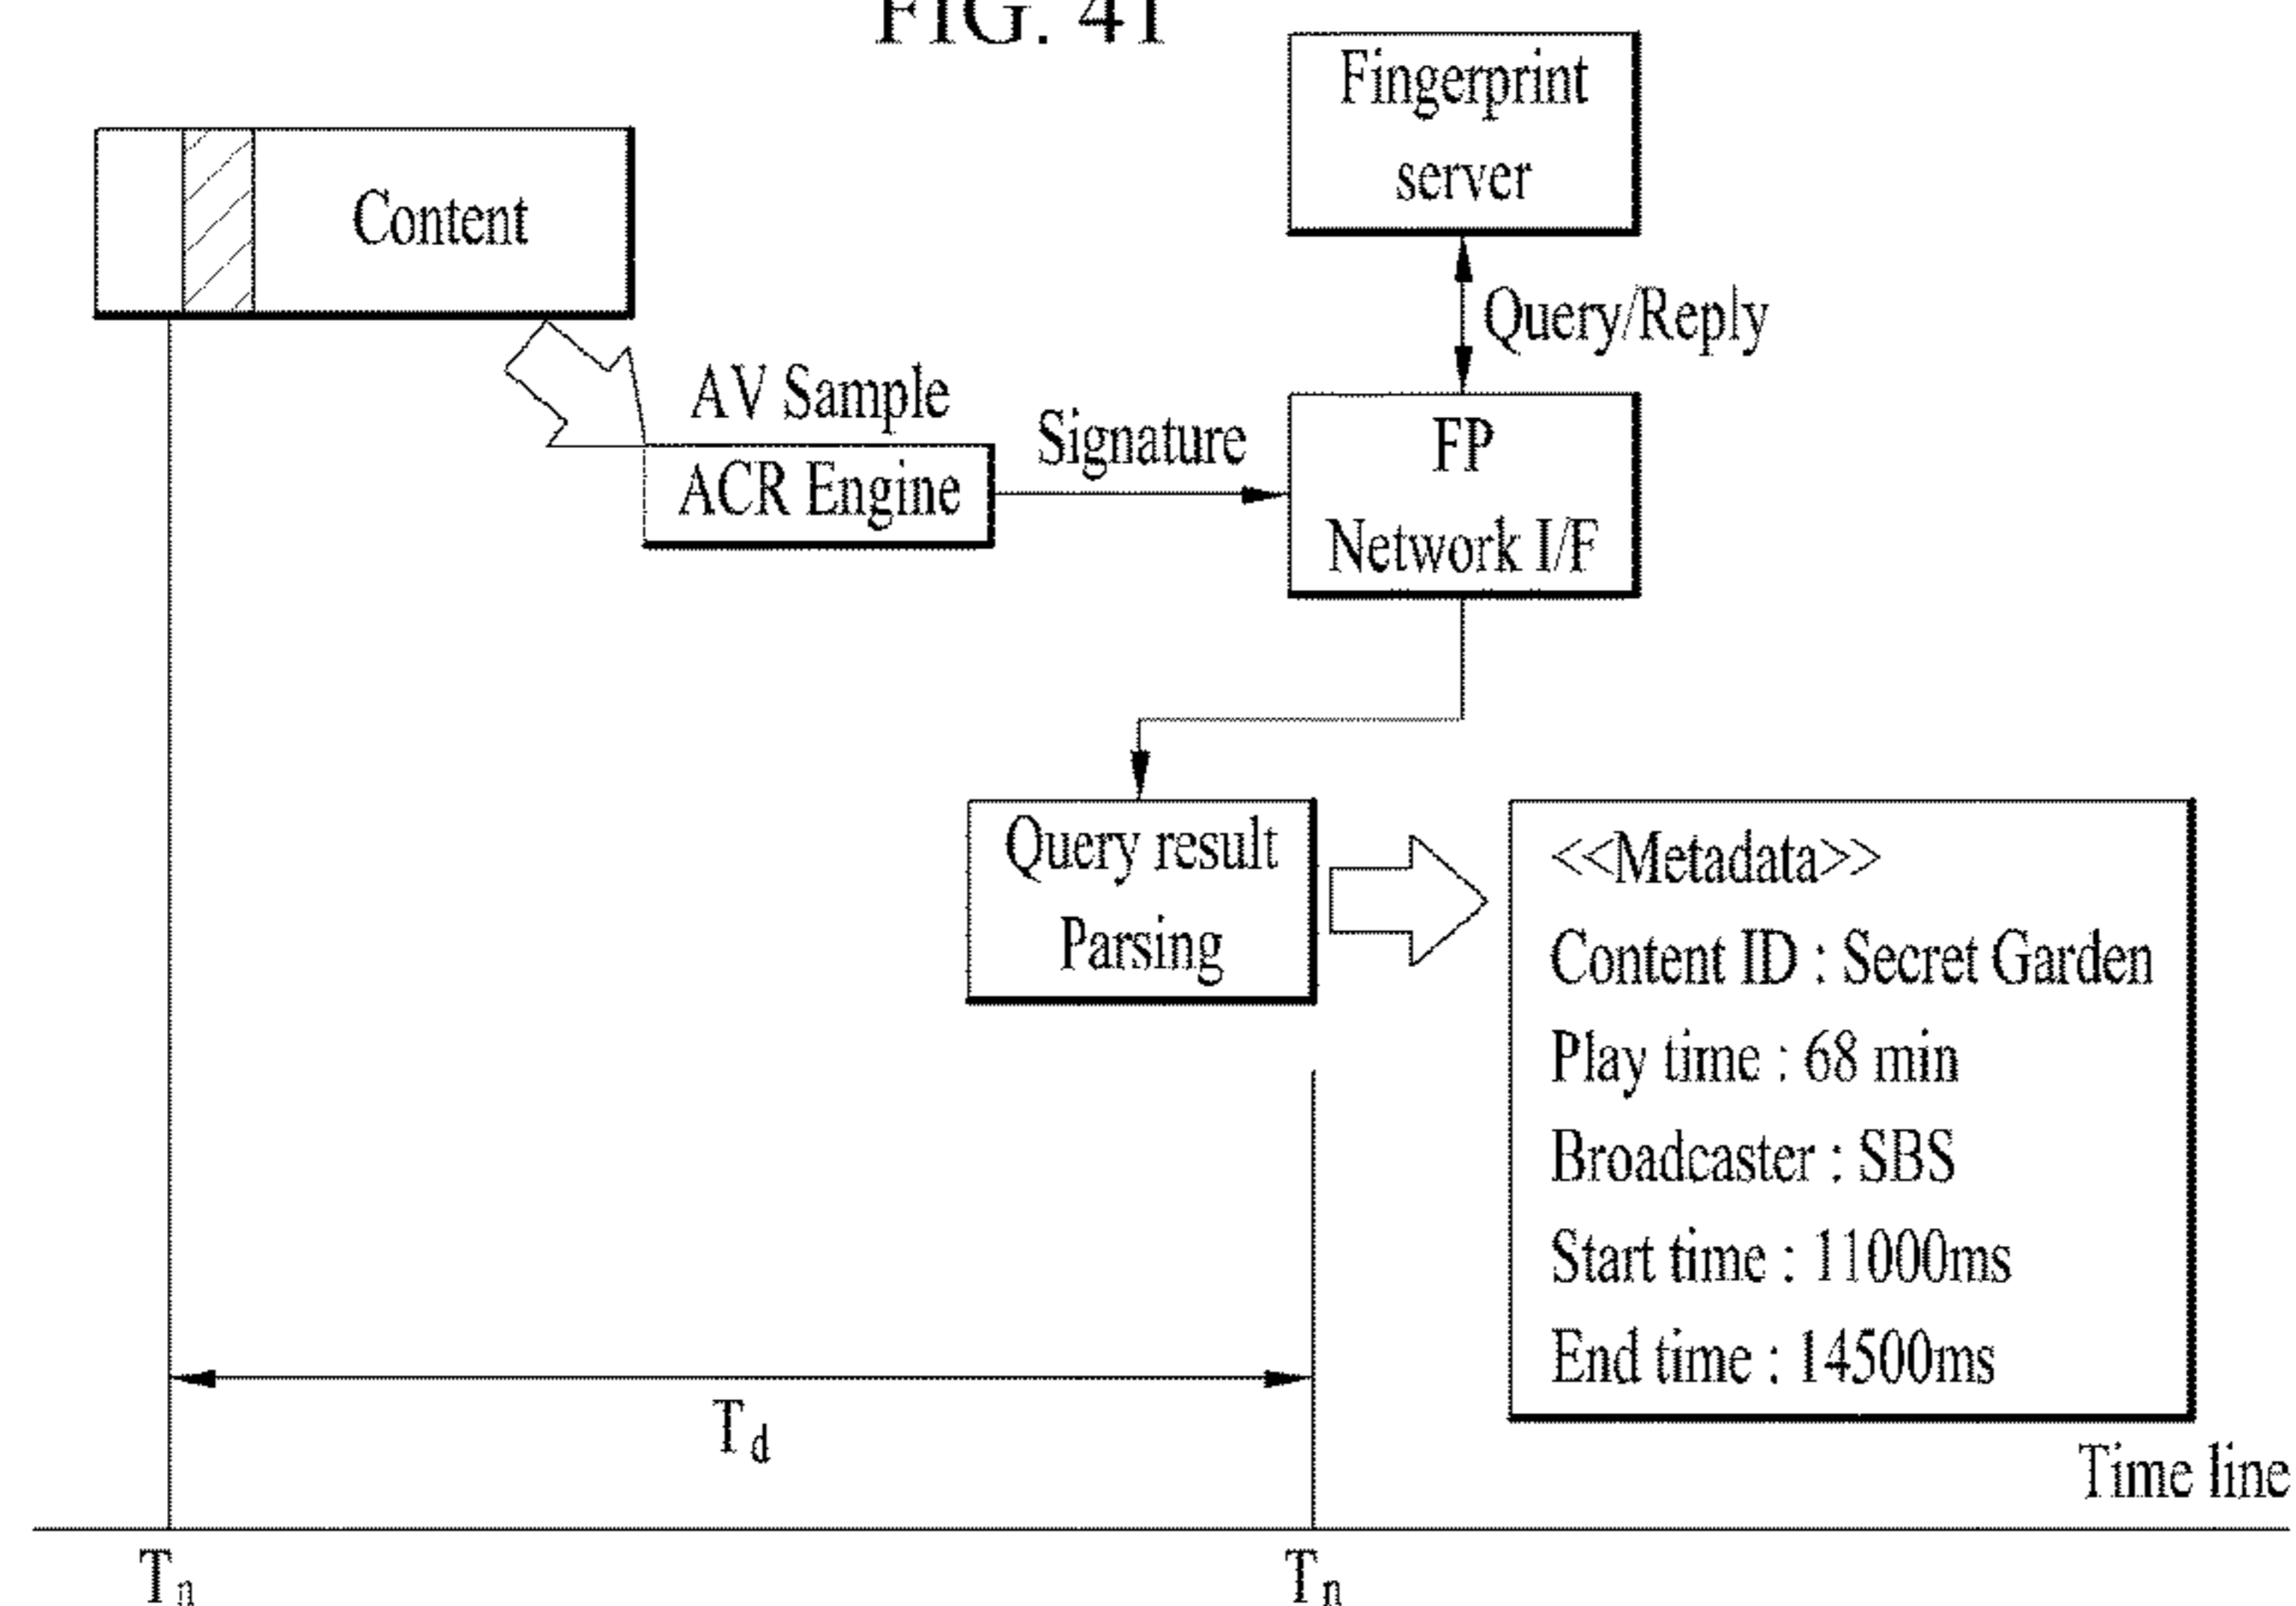 FIG. 41
Fingerprint
server
Content
Query/Reply
AV Sample
ACR Engine
Signature
FP
Network I/F
Query result
Parsing
<<Metadata>>
Content ID : Secret Garden
Play time : 68 min
Broadcaster : SBS
Start time : 11000ms
End time : 14500ms
Td
Time line
Tn
Tn